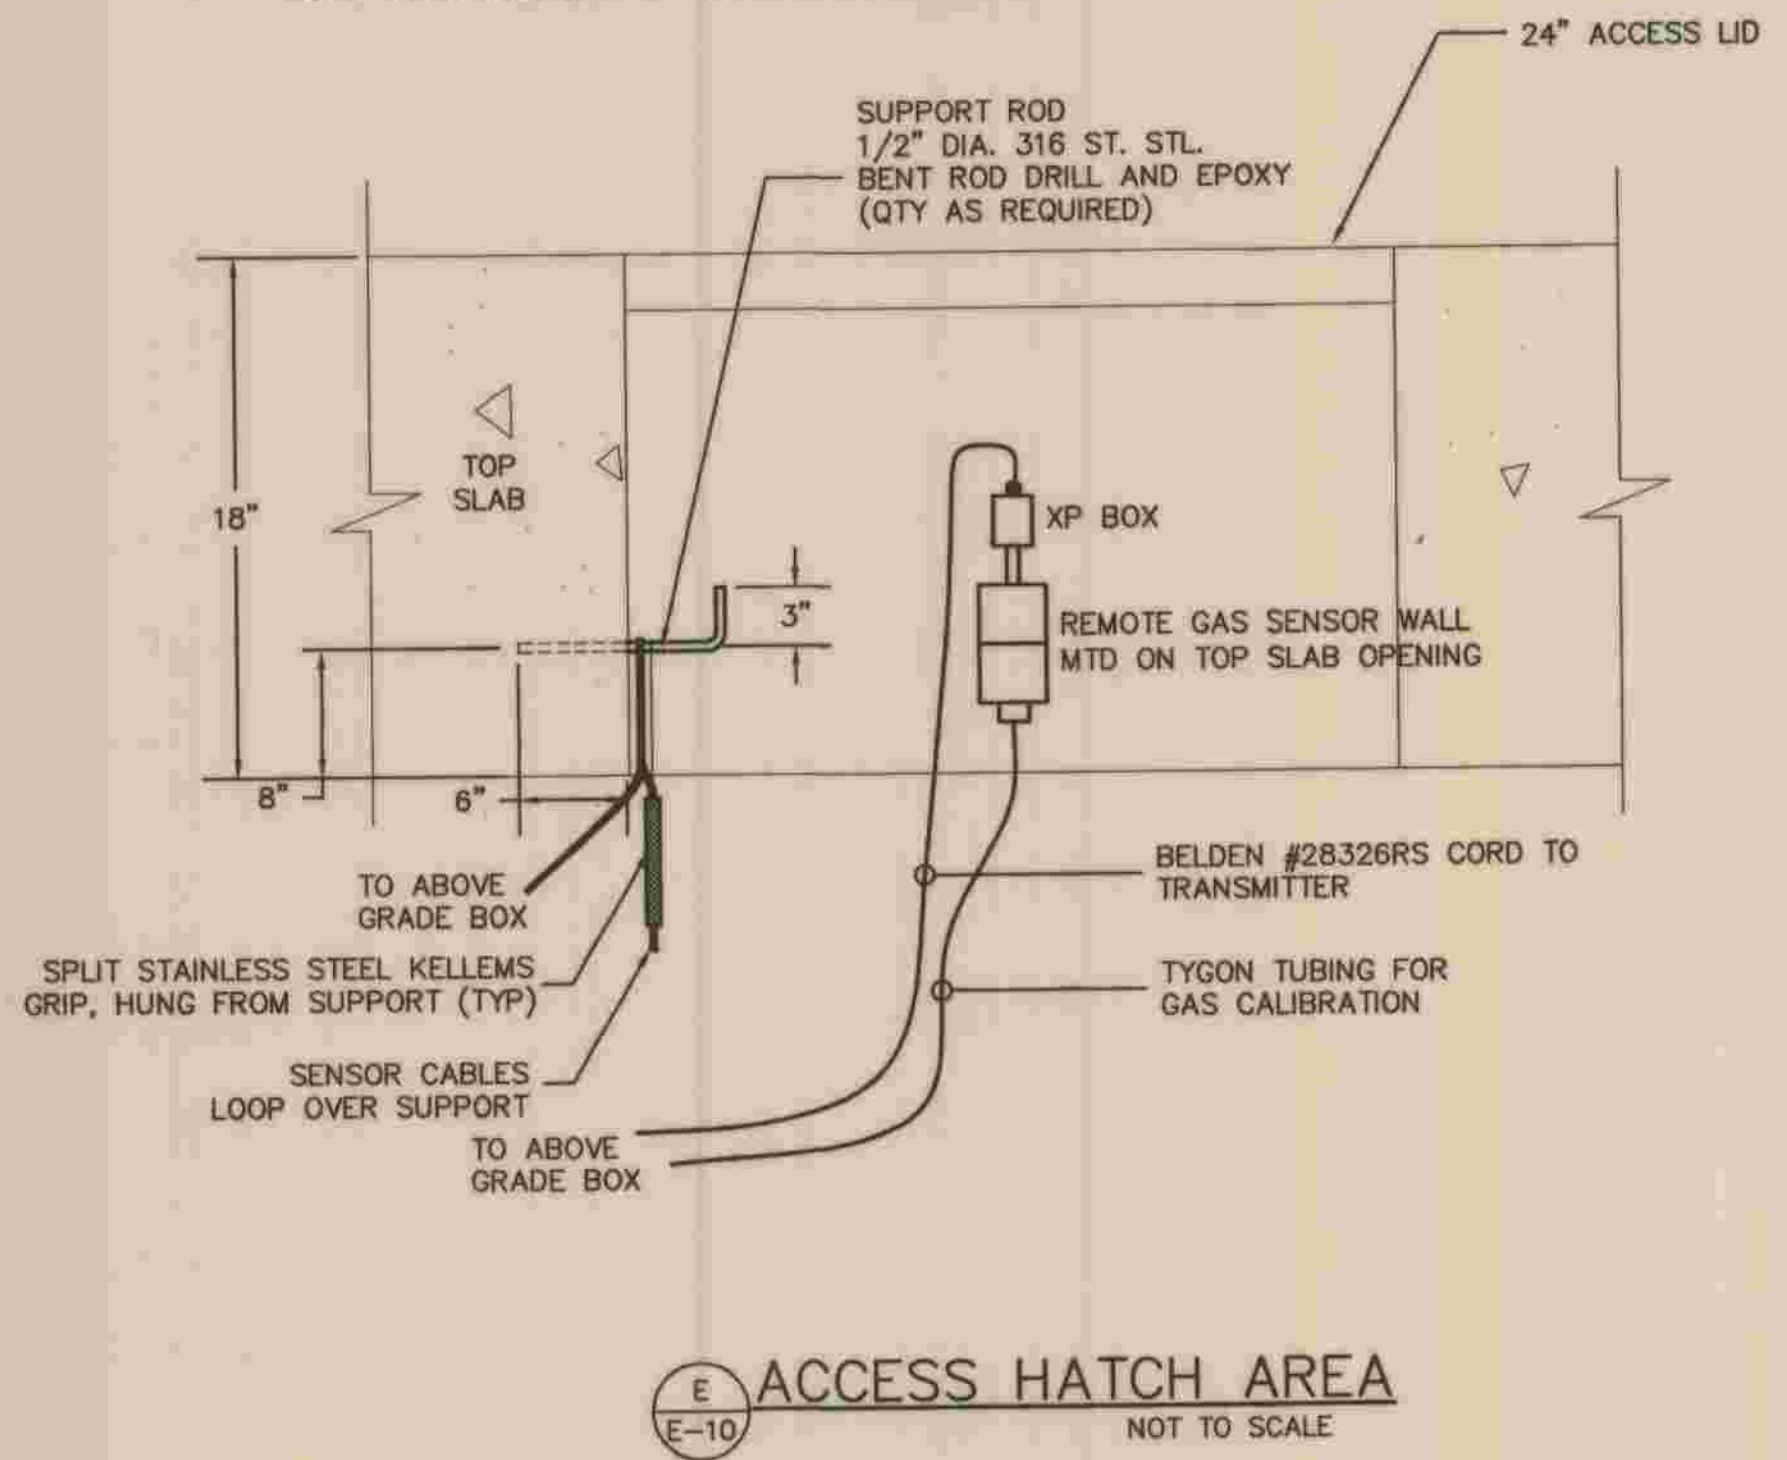 24" ACCESS LID
SUPPORT ROD
1/2" DIA. 316 ST. STL.
BENT ROD DRILL AND EPOXY
(QTY AS REQUIRED)
TOP
SLAB
18"
XP BOX
3"
REMOTE GAS SENSOR WALL
MTD ON TOP SLAB OPENING
8"
6"
TO ABOVE
GRADE BOX
BELDEN #28326RS CORD TO
TRANSMITTER
SPLIT STAINLESS STEEL KELLEMS
GRIP, HUNG FROM SUPPORT (TYP)
TYGON TUBING FOR
GAS CALIBRATION
SENSOR CABLES
LOOP OVER SUPPORT
TO ABOVE
GRADE BOX
E
E-10
ACCESS HATCH AREA
NOT TO SCALE